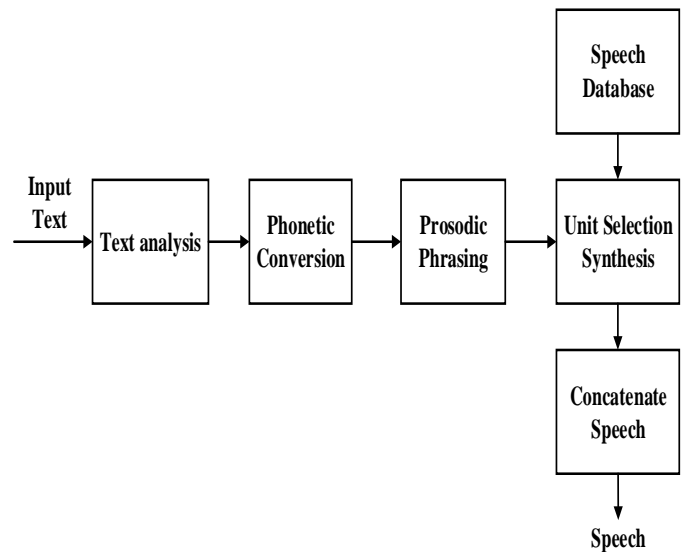 Speech
Database
Input
Text
Text analysis
Phonetic
Conversion
Prosodic
Phrasing
Unit Selection
Synthesis
Concatenate
Speech
Speech